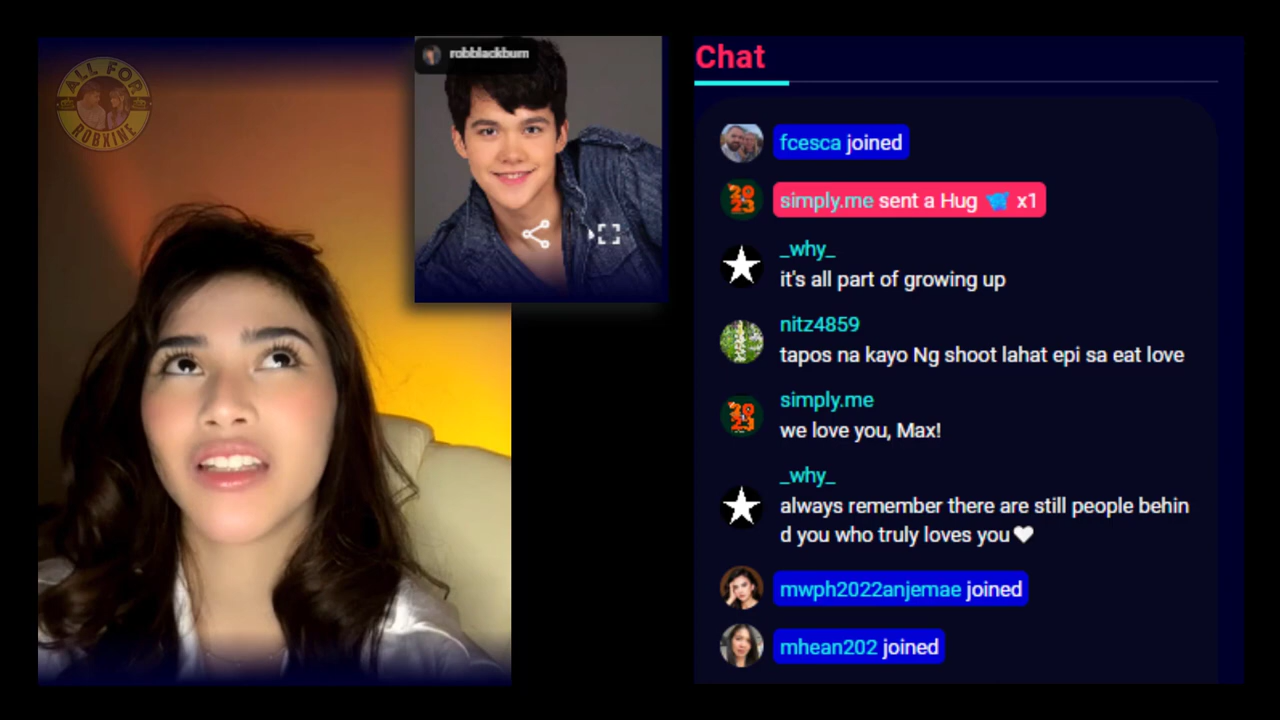 ALL FOR
ROBXINE
robblackburn
Chat
fcesca joined
simply.me sent a Hug x1
_why_
it's all part of growing up
nitz4859
tapos na kayo Ng shoot lahat epi sa eat love
simply.me
we love you, Max!
_why_
always remember there are still people behin
d you who truly loves you🤍
mwph2022anjemae joined
mhean202 joined